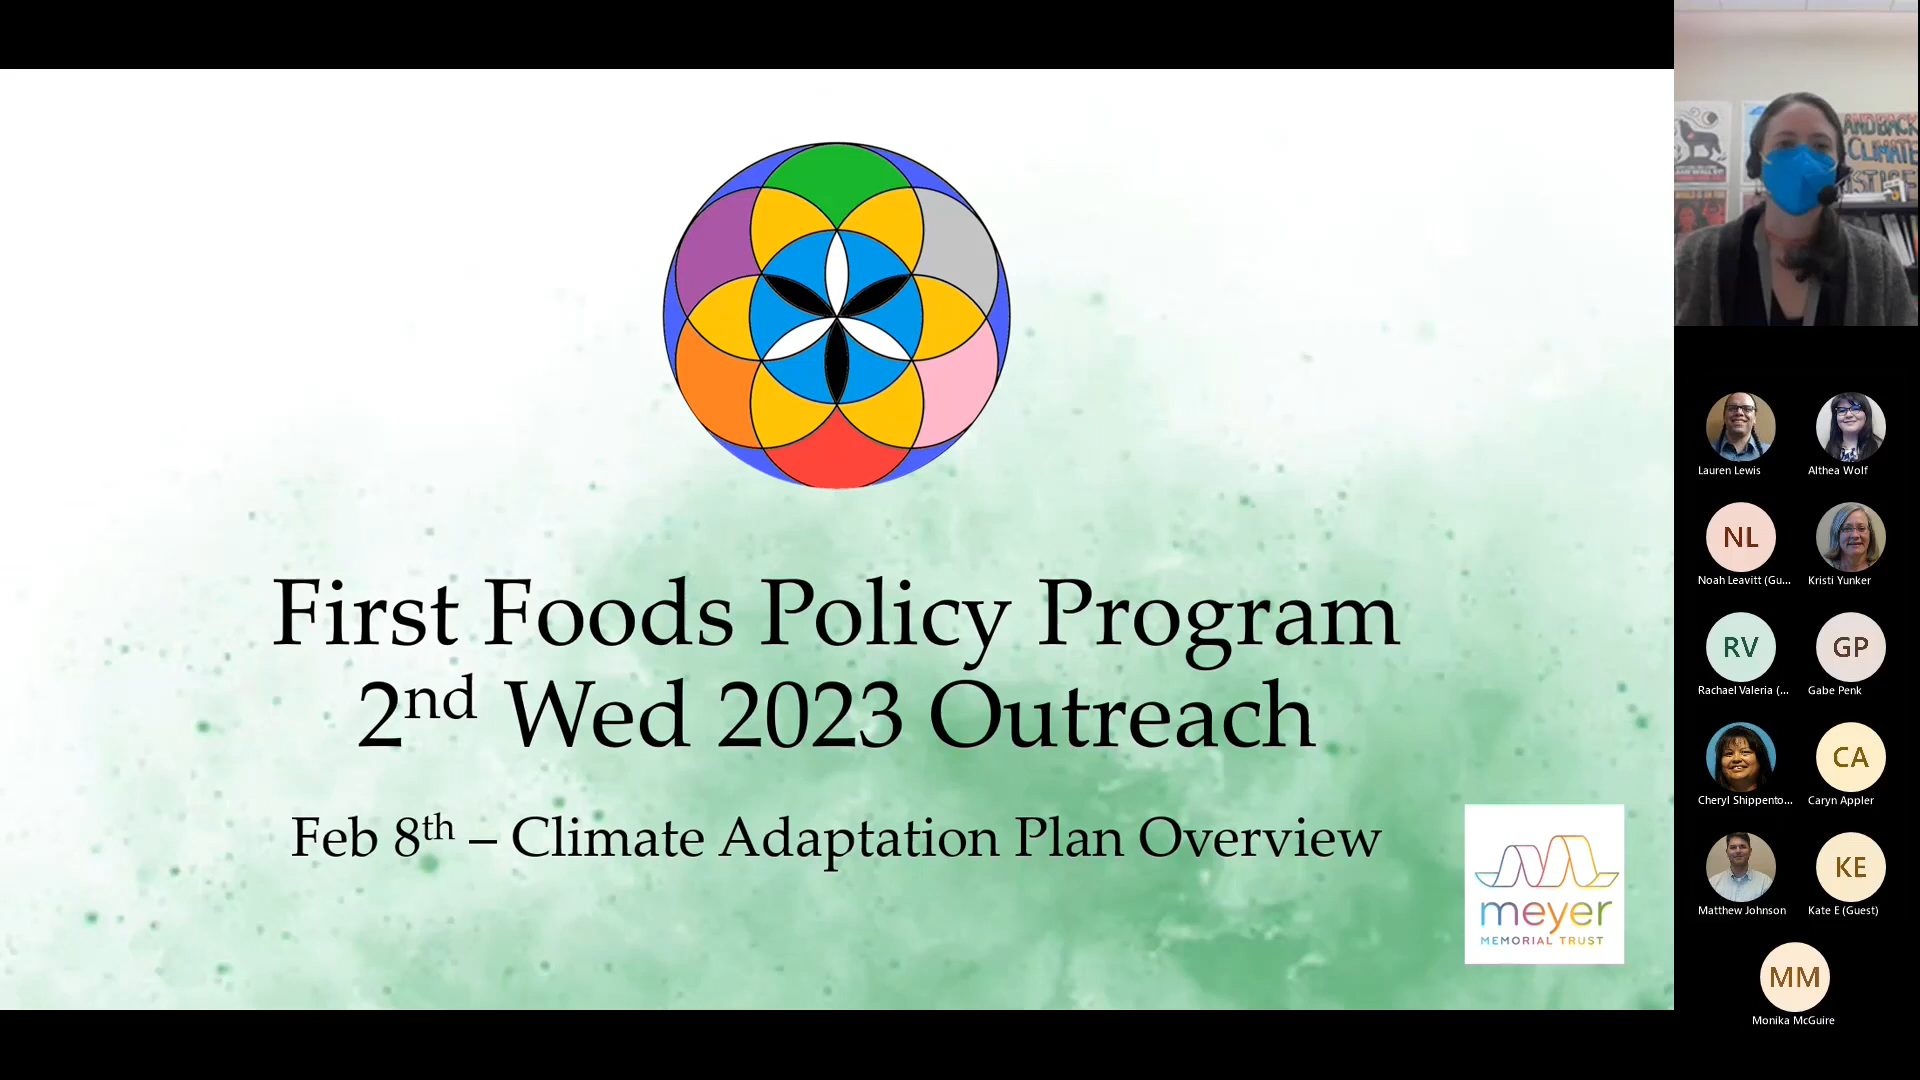 First Foods Policy Program
2nd Wed 2023 Outreach
Feb 8th – Climate Adaptation Plan Overview
meyer
MEMORIAL TRUST
ANDBACK
CLIMATE
Lauren Lewis
Althea Wolf
NL
Noah Leavitt (Gu...
Kristi Yunker
RV
Rachael Valeria (...
GP
Gabe Penk
Cheryl Shippento...
CA
Caryn Appler
Matthew Johnson
KE
Kate E (Guest)
MM
Monika McGuire